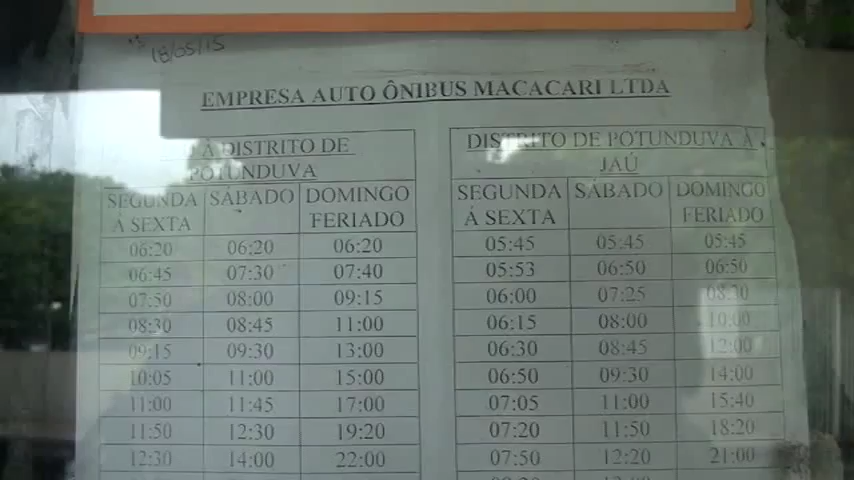 18/05/15
EMPRESA AUTO ÔNIBUS MACACARI LTDA
À DISTRITO DE
POTUNDUVA
SEGUNDA SÁBADO DOMINGO
Á SEXTA FERIADO
06:20 06:20 06:20
06:45 07:30 07:40
07:50 08:00 09:15
08:30 08:45 11:00
09:15 09:30 13:00
10:05 11:00 15:00
11:00 11:45 17:00
11:50 12:30 19:20
12:30 14:00 22:00
DISTRITO DE POTUNDUVA À
JAÚ
SEGUNDA SÁBADO DOMINGO
Á SEXTA FERIADO
05:45 05:45 05:45
05:53 06:50 06:50
06:00 07:25 08:30
06:15 08:00 10:00
06:30 08:45 12:00
06:50 09:30 14:00
07:05 11:00 15:40
07:20 11:50 18:20
07:50 12:20 21:00